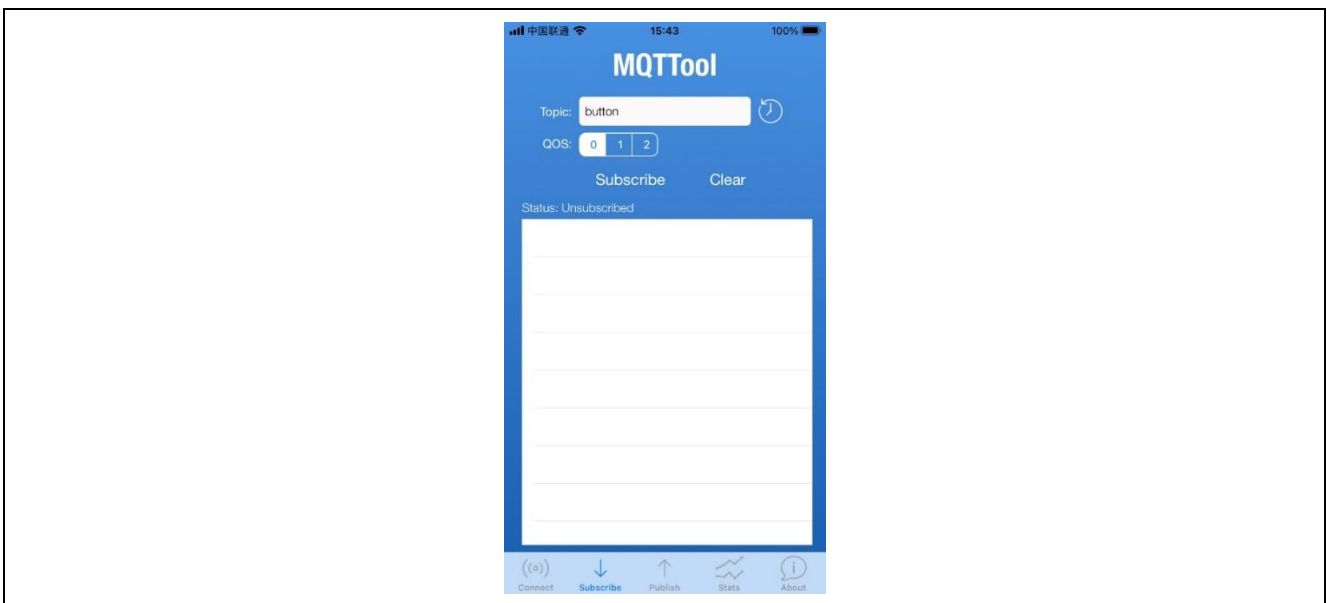 中国联通 15:43 100%
MQTTool
Topic: button
QOS: 0 1 2
Subscribe Clear
Status: Unsubscribed
Connect Subscribe Publish Stats About